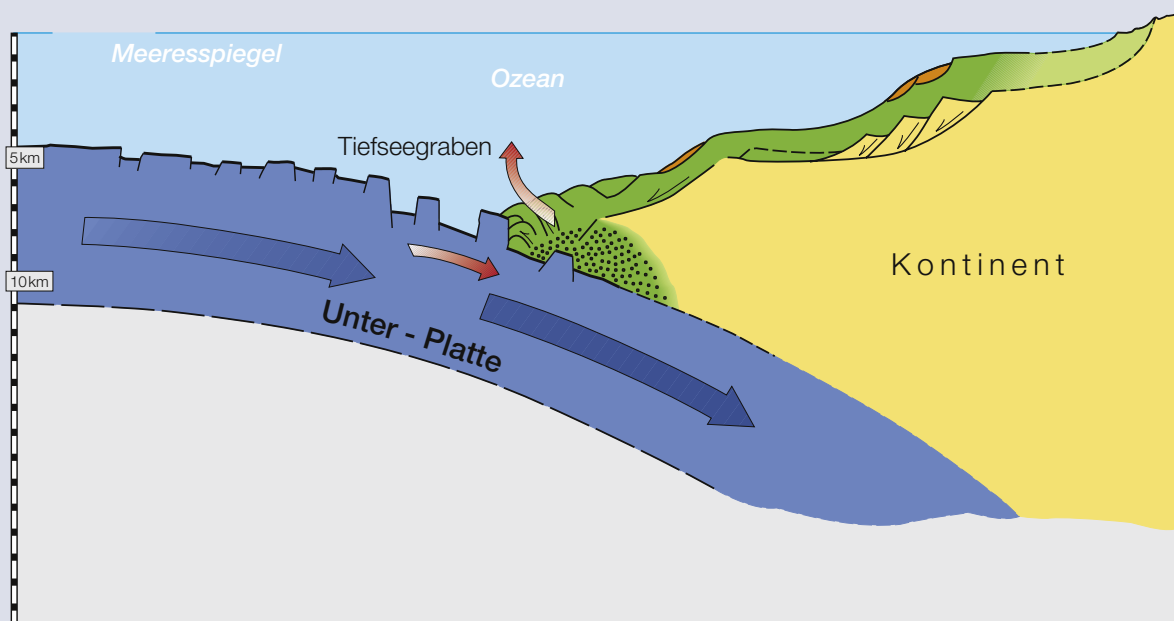 Meeresspiegel
Ozean
Tiefseegraben
5km
Kontinent
10km
Unter - Platte